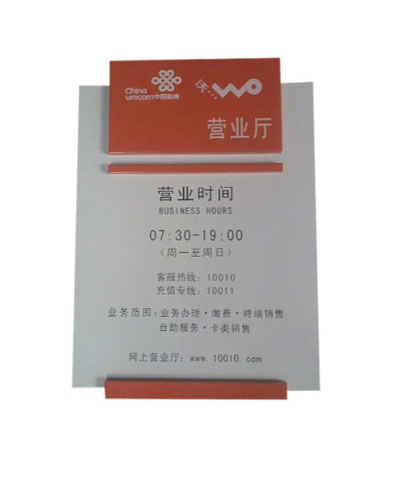 China
unicom中国联通
沃...WO
营业厅
营业时间
BUSINESS HOURS
07:30-19:00
(周一至周日)
客服热线:10010
充值专线:10011
业务范围:业务办理·缴费·终端销售
自助服务·卡类销售
网上营业厅:www.10010.com